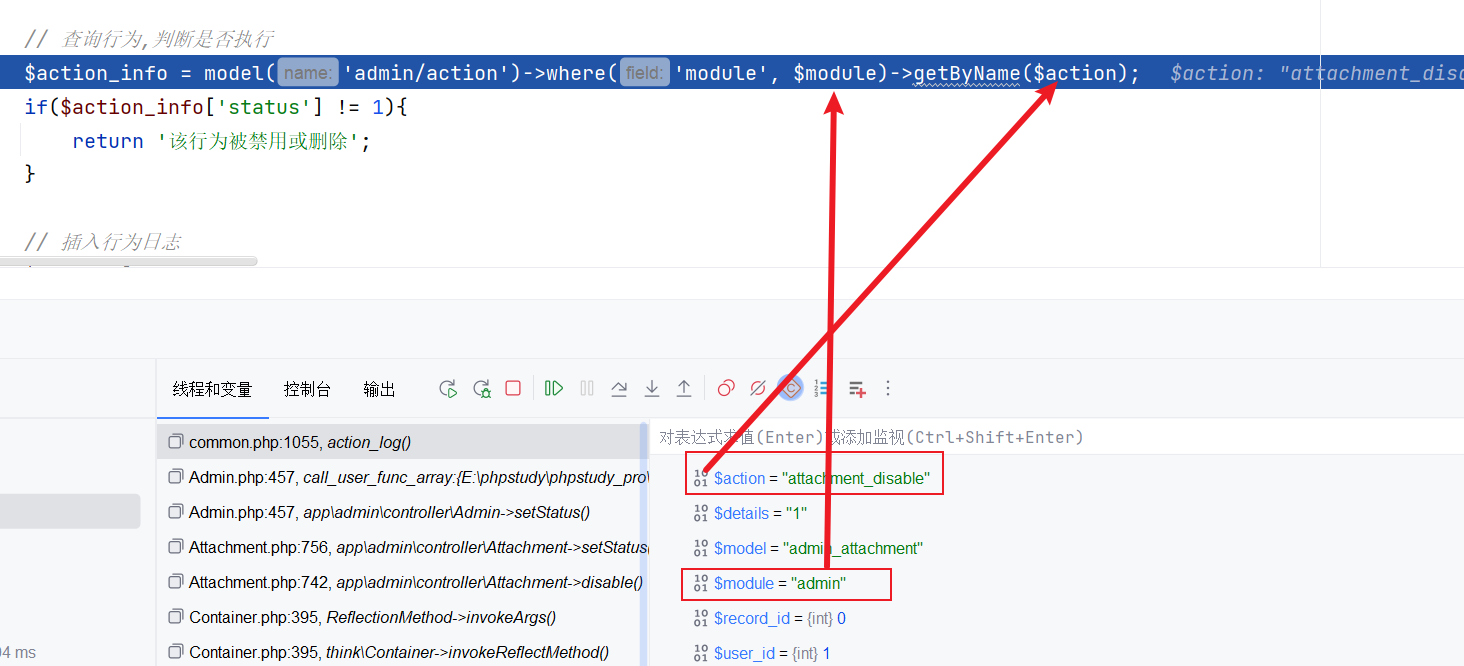 // 查询行为,判断是否执行
$action_info = model( name: 'admin/action')->where( field: 'module', $module)->getByName($action); $action: "attachment_disa
if($action_info['status'] != 1){
return '该行为被禁用或删除';
}
// 插入行为日志
线程和变量 控制台 输出
common.php:1055, action_log()
Admin.php:457, call_user_func_array:{E:\phpstudy\phpstudy_pro\
Admin.php:457, app\admin\controller\Admin->setStatus()
Attachment.php:756, app\admin\controller\Attachment->setStatus
Attachment.php:742, app\admin\controller\Attachment->disable()
Container.php:395, ReflectionMethod->invokeArgs()
Container.php:395, think\Container->invokeReflectMethod()
4 ms
对表达式求值(Enter)或添加监视(Ctrl+Shift+Enter)
$action = "attachment_disable"
$details = "1"
$model = "admin_attachment"
$module = "admin"
$record_id = {int} 0
$user_id = {int} 1